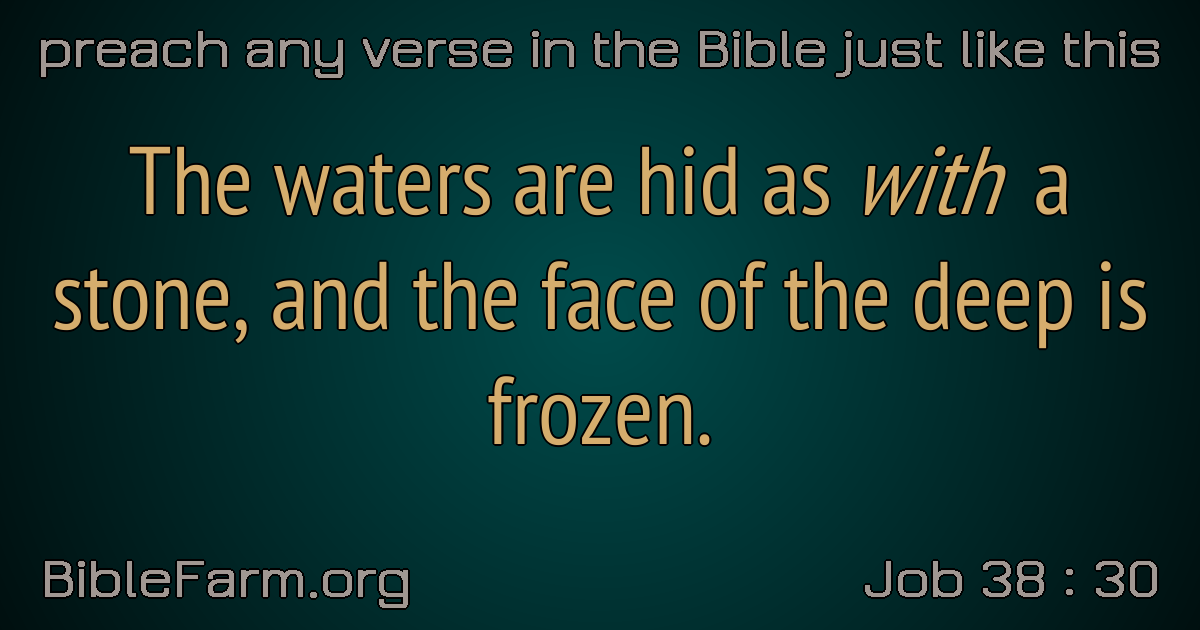 preach any verse in the Bible just like this
The waters are hid as with a
stone, and the face of the deep is
frozen.
BibleFarm.org
Job 38 : 30